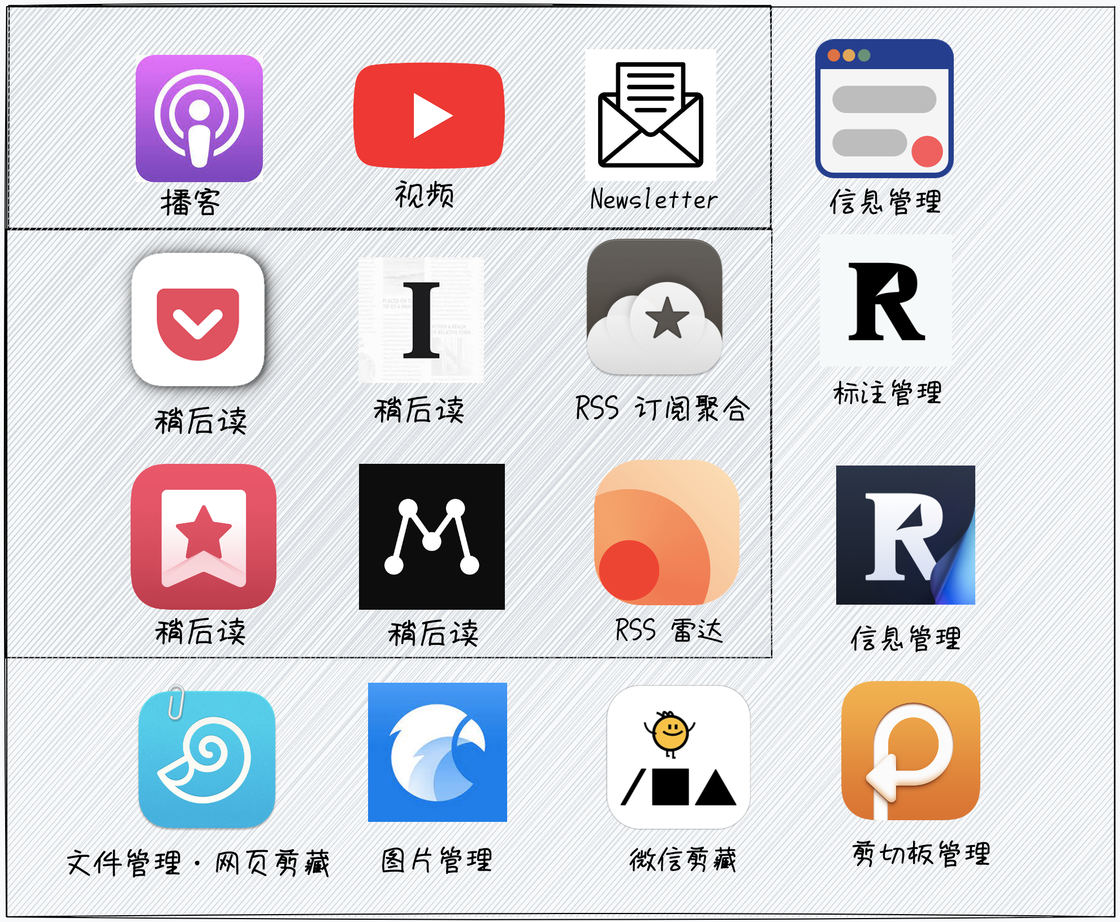 播客
视频
Newsletter
信息管理
I
R
稍后读
稍后读
RSS 订阅聚合
标注管理
R
稍后读
稍后读
RSS 雷达
信息管理
文件管理·网页剪藏
图片管理
微信剪藏
剪切板管理